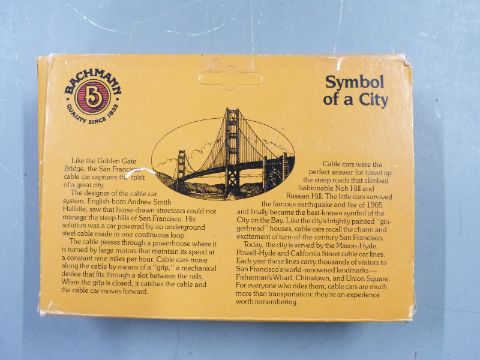 BACHMANN
B
QUALITY SINCE 1833
Symbol
of a City
Like the Golden Gate
Bridge, the San Francisco
cable car captures the spirit
of a great city.
The designer of the cable car
system, English-born Andrew Smith
Hallidie, saw that horse-drawn streetcars could not
manage the steep hills of San Francisco. His
solution was a car powered by an underground
steel cable made in one continuous loop.
The cable passes through a powerhouse where it
is turned by large motors that maintain its speed at
a constant nine miles per hour. Cable cars move
along the cable by means of a "grip," a mechanical
device that fits through a slot between the rails.
When the grip is closed, it catches the cable and
the cable car moves forward.
Cable cars were the
perfect answer for travel up
the steep roads that climbed
fashionable Nob Hill and
Russian Hill. The little cars survived
the famous earthquake and fire of 1906
and finally became the best-known symbol of the
City on the Bay. Like the city's brightly painted "gin-
gerbread" houses, cable cars recall the charm and
excitement of turn-of-the-century San Francisco.
Today, the city is served by the Mason-Hyde,
Powell-Hyde and California Street cable car lines.
Each year these lines carry thousands of visitors to
San Francisco's world-renowned landmarks —
Fisherman's Wharf, Chinatown, and Union Square.
For everyone who rides them, cable cars are much
more than transportation: they're an experience
worth remembering.